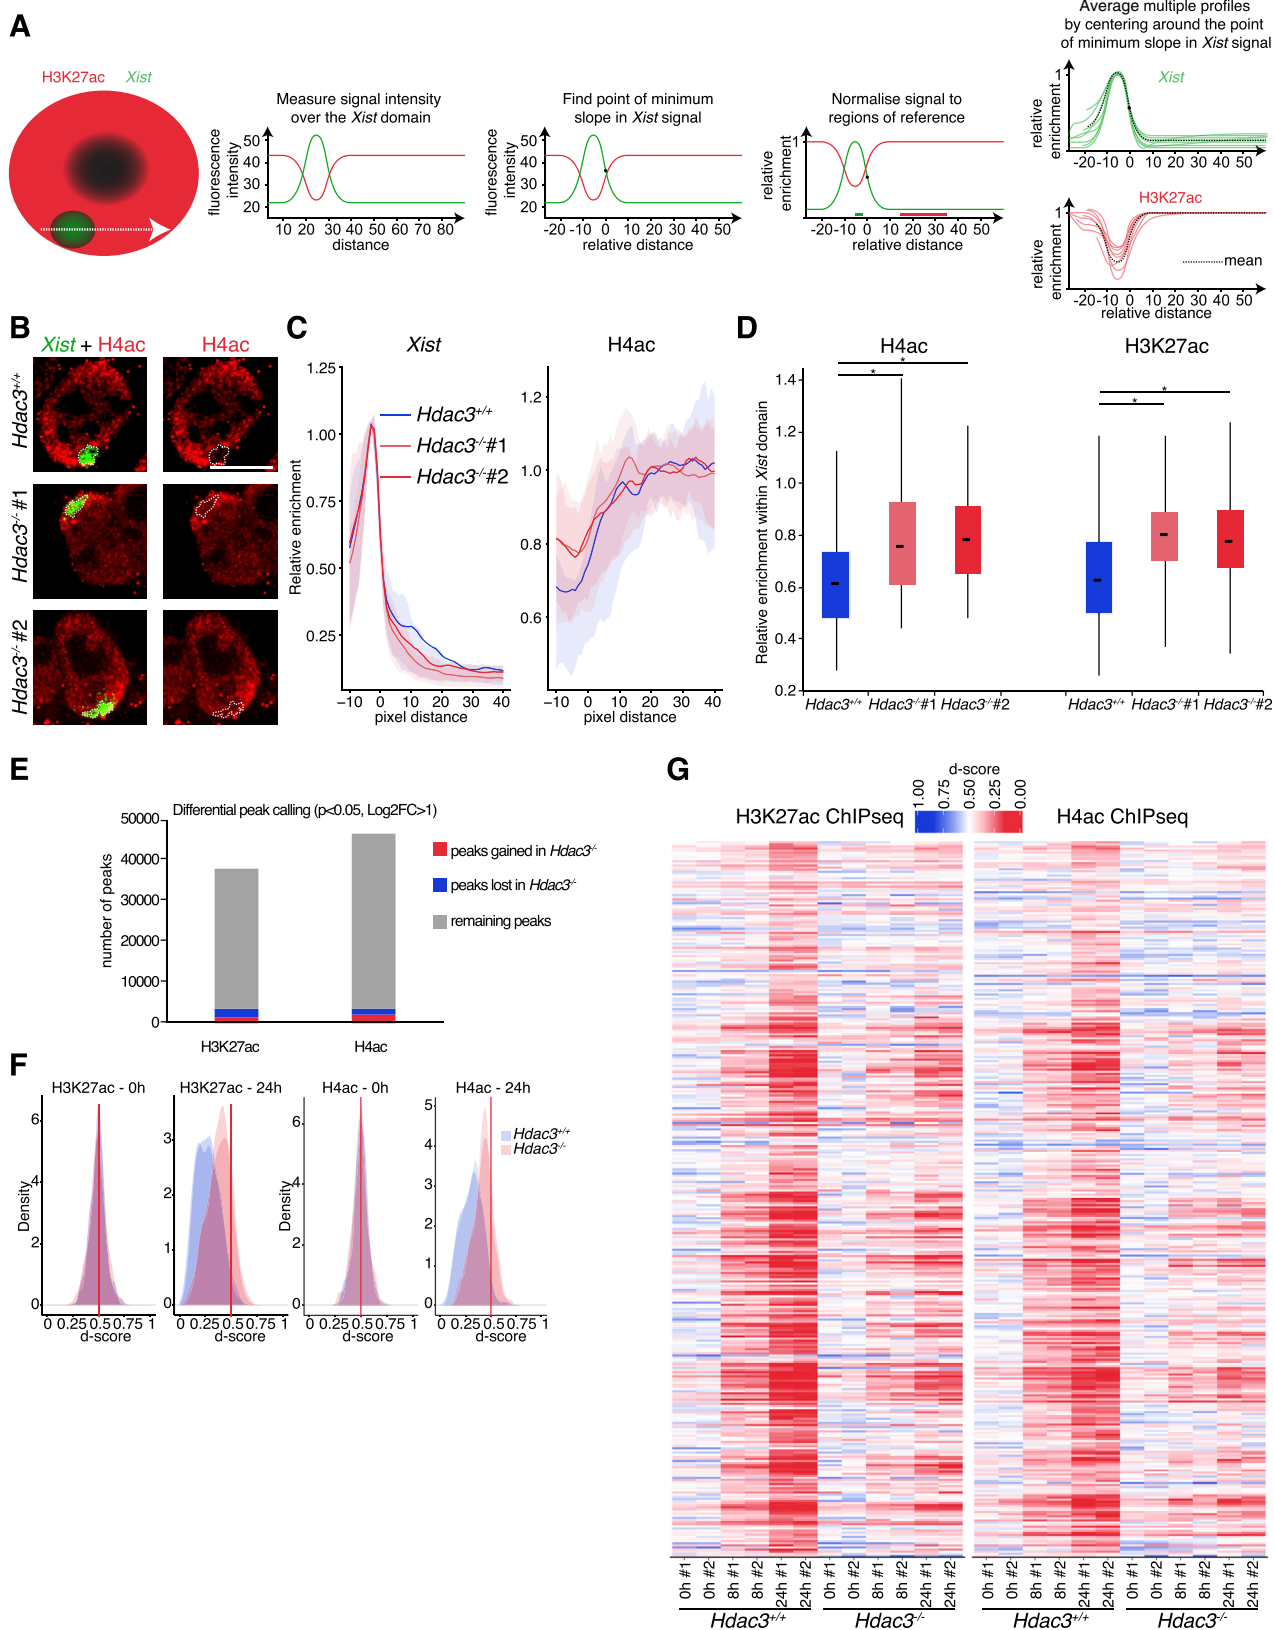 A
H3K27ac Xist
Measure signal intensity
over the Xist domain
fluorescence
intensity
50
40
30
20
10 20 30 40 50 60 70 80
distance
Find point of minimum
slope in Xist signal
fluorescence
intensity
50
40
30
20
-20 -10 0 10 20 30 40 50
relative distance
Normalise signal to
regions of reference
relative
enrichment
1
-20 -10 0 10 20 30 40 50
relative distance
Average multiple profiles
by centering around the point
of minimum slope in Xist signal
Xist
relative
enrichment
1
-20 -10 0 10 20 30 40 50
H3K27ac
relative
enrichment
1
mean
-20 -10 0 10 20 30 40 50
relative distance
B
Xist + H4ac
H4ac
Hdac3+/+
Hdac3-/-#1
Hdac3-/-#2
C
Xist
Relative enrichment
1.25
1.00
0.75
0.50
0.25
Hdac3+/+
Hdac3-/-#1
Hdac3-/-#2
−10 0 10 20 30 40
pixel distance
H4ac
1.2
1.0
0.8
0.6
−10 0 10 20 30 40
pixel distance
D
H4ac
H3K27ac
Relative enrichment within Xist domain
1.4
1.2
1.0
0.8
0.6
0.4
0.2
* *
* *
Hdac3+/+ Hdac3-/-#1 Hdac3-/-#2
Hdac3+/+ Hdac3-/-#1 Hdac3-/-#2
E
Differential peak calling (p<0.05, Log2FC>1)
number of peaks
50000
40000
30000
20000
10000
0
H3K27ac
H4ac
peaks gained in Hdac3-/-
peaks lost in Hdac3-/-
remaining peaks
F
H3K27ac - 0h
Density
6
4
2
0
0 0.25 0.5 0.75 1
d-score
H3K27ac - 24h
3
2
1
0
0 0.25 0.5 0.75 1
d-score
H4ac - 0h
Density
6
4
2
0
0 0.25 0.5 0.75 1
d-score
H4ac - 24h
5
4
3
2
1
0
0 0.25 0.5 0.75 1
d-score
Hdac3+/+
Hdac3-/-
G
d-score
1.00 0.75 0.50 0.25 0.00
H3K27ac ChIPseq
H4ac ChIPseq
0h #1 0h #2 8h #1 8h #2 24h #1 24h #2 0h #1 0h #2 8h #1 8h #2 24h #1 24h #2
Hdac3+/+ Hdac3-/-
0h #1 0h #2 8h #1 8h #2 24h #1 24h #2 0h #1 0h #2 8h #1 8h #2 24h #1 24h #2
Hdac3+/+ Hdac3-/-